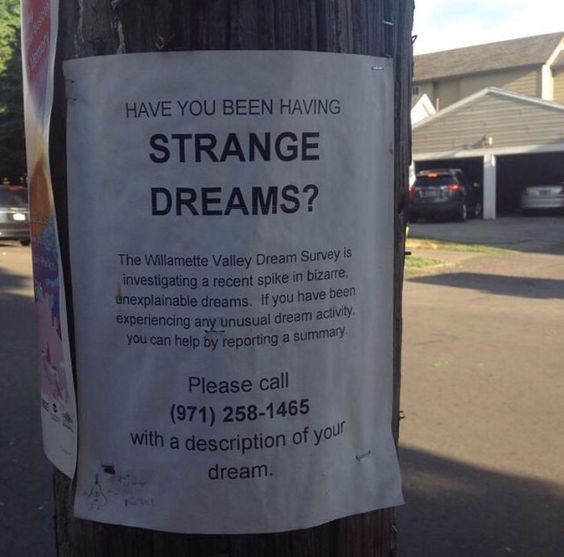 HAVE YOU BEEN HAVING
STRANGE
DREAMS?
The Willamette Valley Dream Survey is
investigating a recent spike in bizarre,
unexplainable dreams. If you have been
experiencing any unusual dream activity,
you can help by reporting a summary.
Please call
(971) 258-1465
with a description of your
dream.